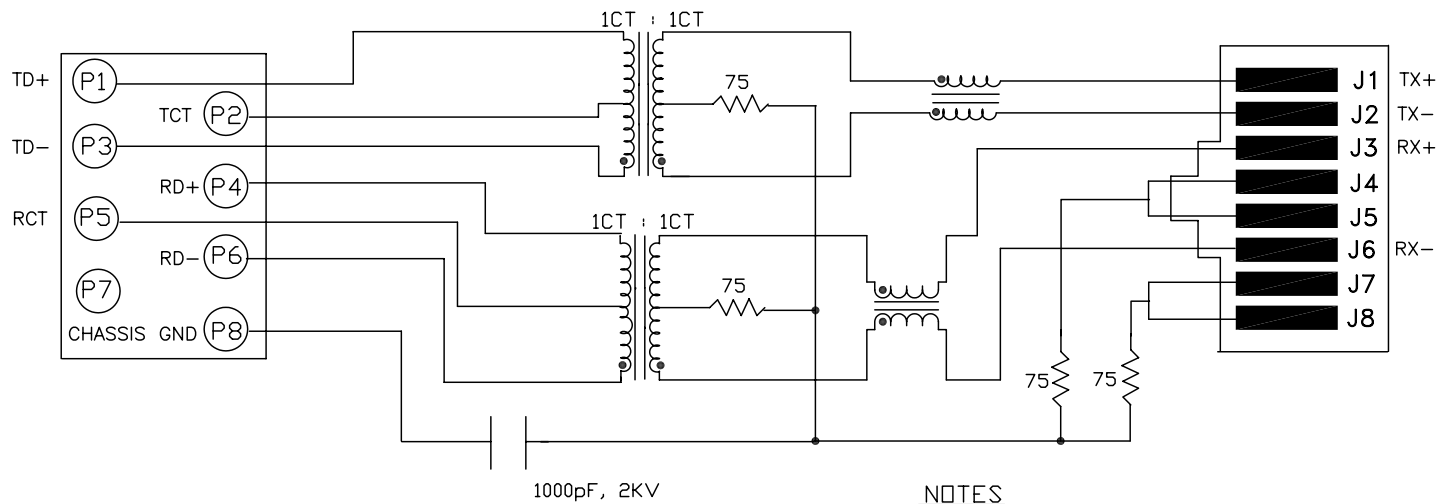 1CT : 1CT
TD+ P1 75 J1 TX+
TCT P2 J2 TX-
TD- P3 J3 RX+
RD+ P4 J4
RCT P5 1CT : 1CT J5
RD- P6 J6 RX-
P7 75 J7
CHASSIS GND P8 J8
75 75
1000pF, 2KV
NOTES